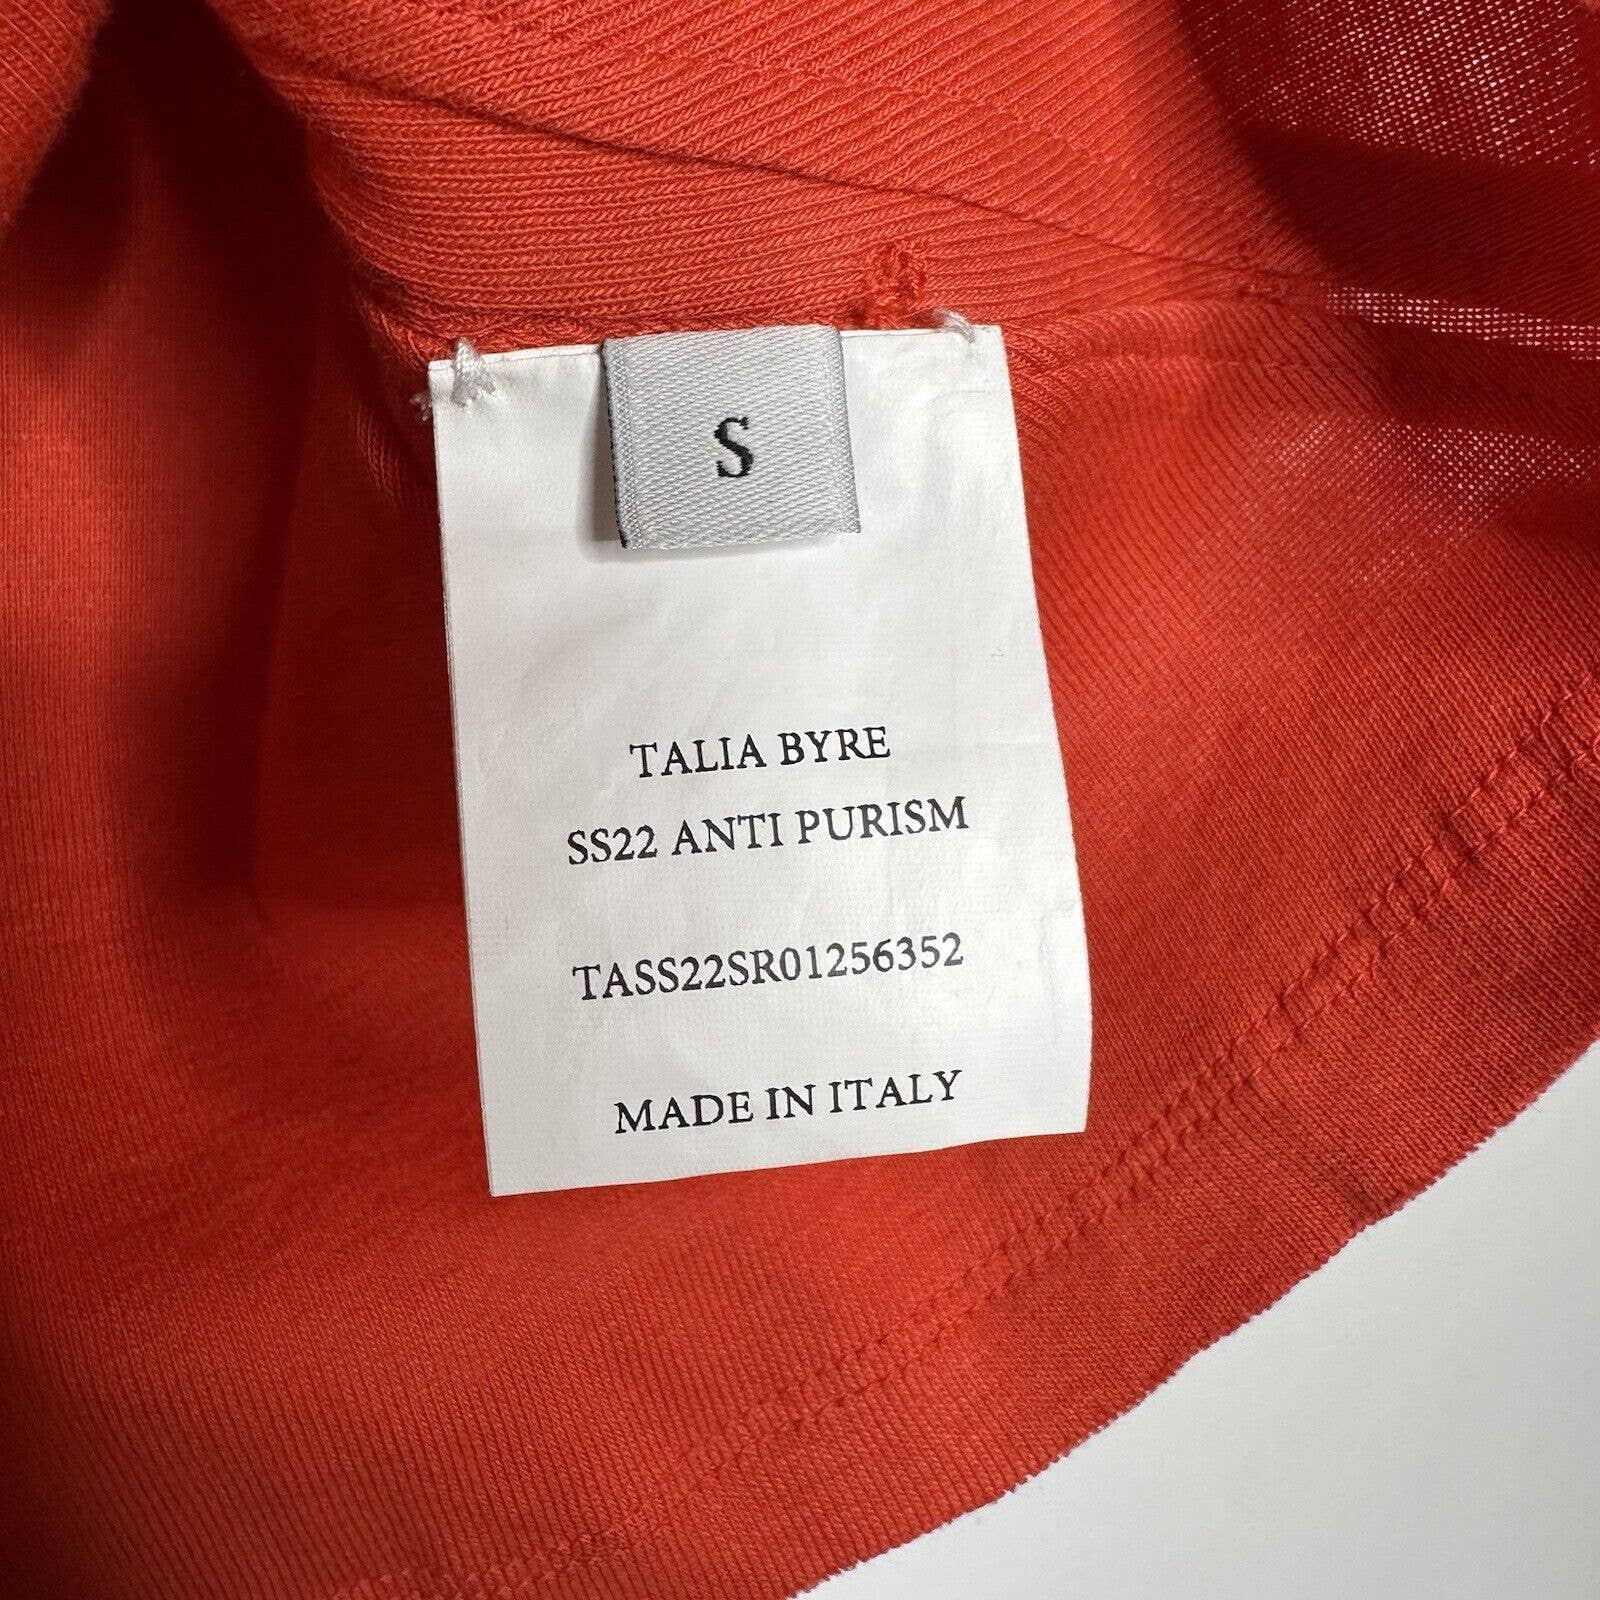 S
TALIA BYRE
SS22 ANTI PURISM
TASS22SR01256352
MADE IN ITALY